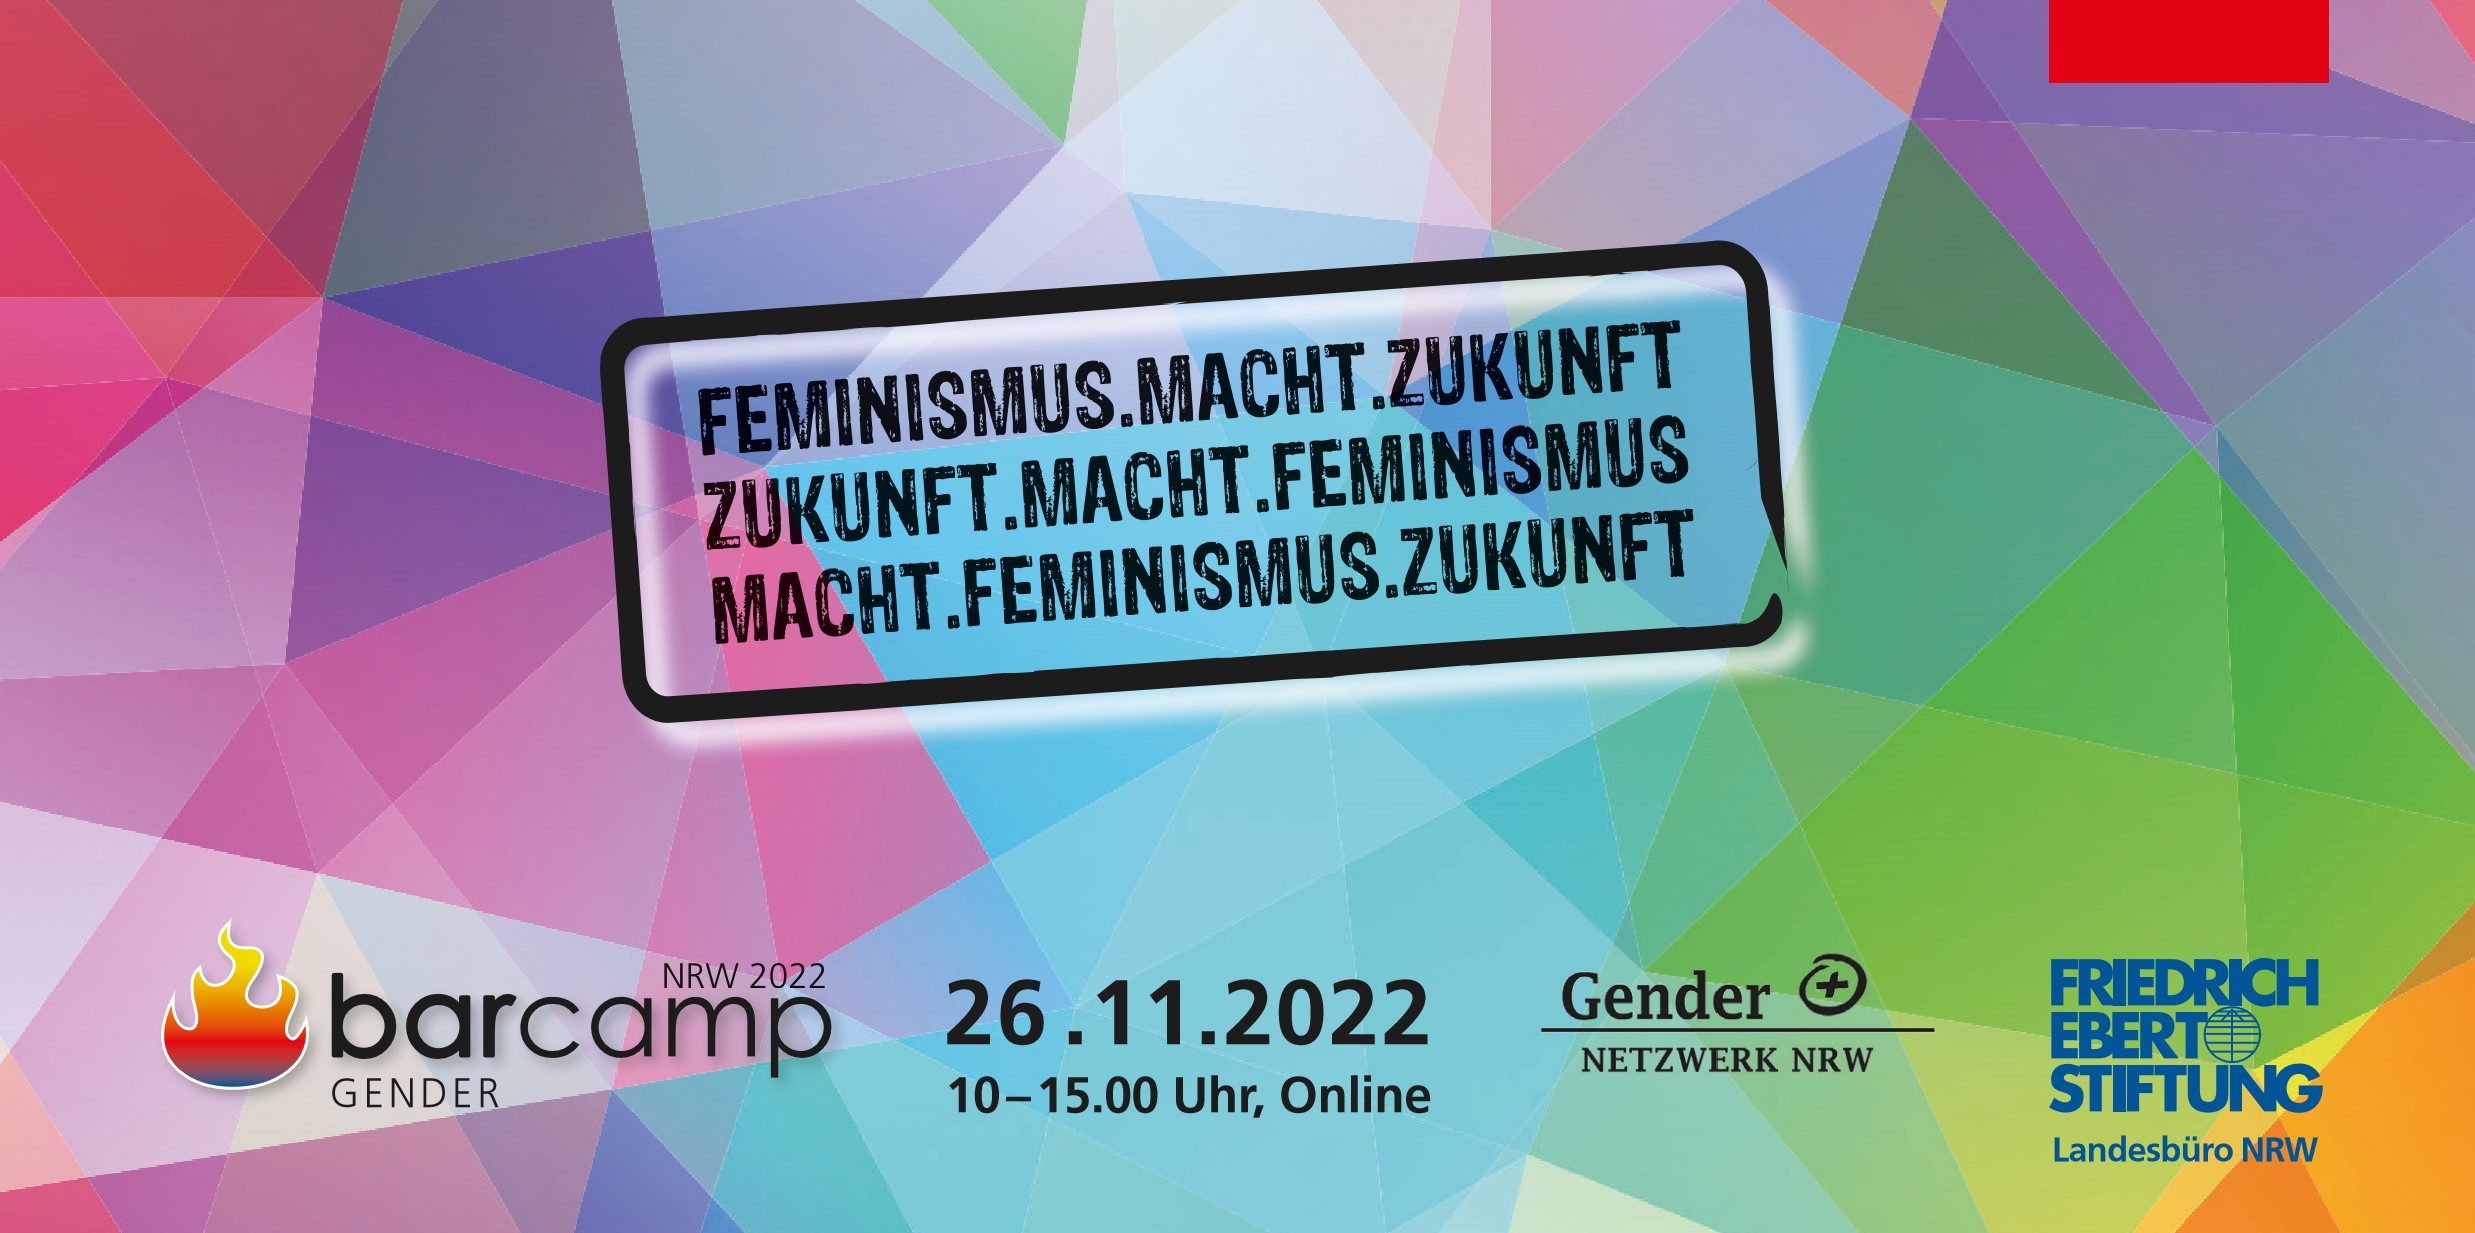 FEMINISMUS.MACHT.ZUKUNFT
ZUKUNFT.MACHT.FEMINISMUS
MACHT.FEMINISMUS.ZUKUNFT
NRW 2022
barcamp
GENDER
26.11.2022
10–15.00 Uhr, Online
Gender
NETZWERK NRW
FRIEDRICH
EBERT
STIFTUNG
Landesbüro NRW